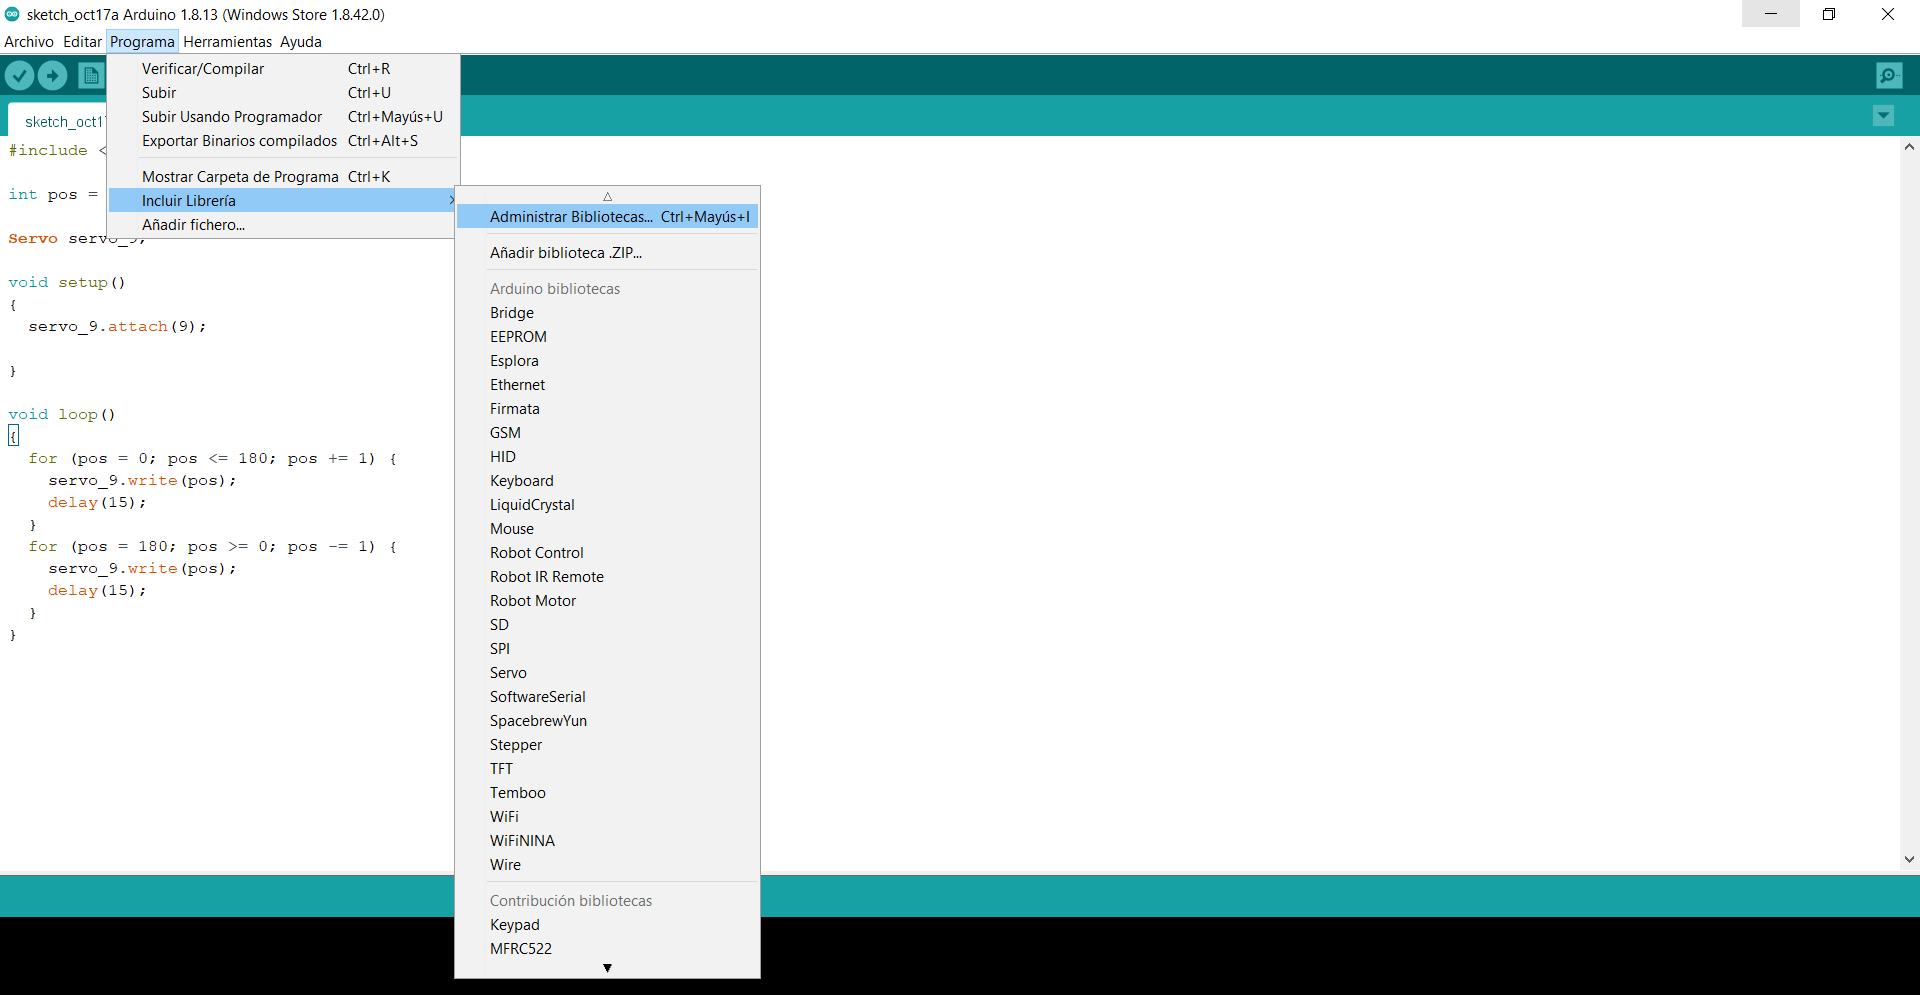 sketch_oct17a Arduino 1.8.13 (Windows Store 1.8.42.0)
Archivo Editar Programa Herramientas Ayuda
Verificar/Compilar Ctrl+R
Subir Ctrl+U
Subir Usando Programador Ctrl+Mayús+U
Exportar Binarios compilados Ctrl+Alt+S
Mostrar Carpeta de Programa Ctrl+K
Incluir Librería
Añadir fichero...
Administrar Bibliotecas... Ctrl+Mayús+I
Añadir biblioteca .ZIP...
Arduino bibliotecas
Bridge
EEPROM
Esplora
Ethernet
Firmata
GSM
HID
Keyboard
LiquidCrystal
Mouse
Robot Control
Robot IR Remote
Robot Motor
SD
SPI
Servo
SoftwareSerial
SpacebrewYun
Stepper
TFT
Temboo
WiFi
WiFiNINA
Wire
Contribución bibliotecas
Keypad
MFRC522
sketch_oct17
#include <
int pos =
Servo servo_9;
void setup()
{
servo_9.attach(9);
}
void loop()
{
for (pos = 0; pos <= 180; pos += 1) {
servo_9.write(pos);
delay(15);
}
for (pos = 180; pos >= 0; pos -= 1) {
servo_9.write(pos);
delay(15);
}
}